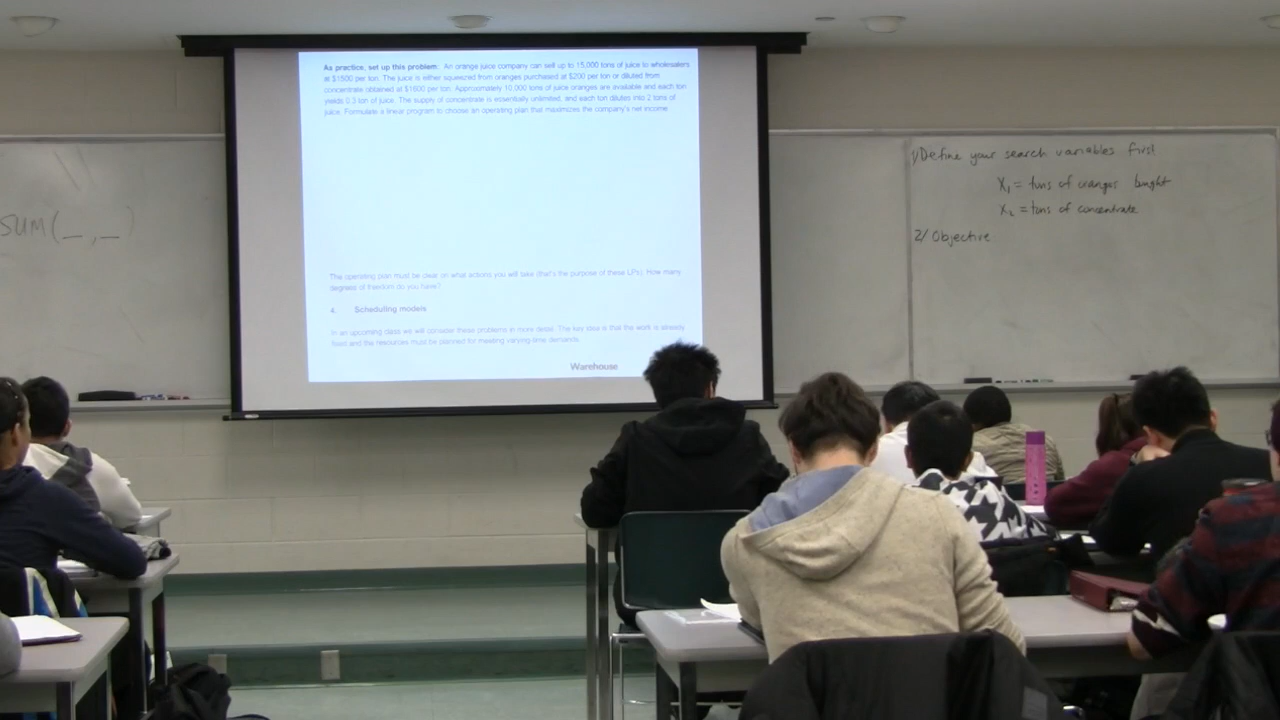 SUM(_,_)
As practice, set up this problem: An orange juice company can sell up to 15,000 tons of juice to wholesalers
at $1500 per ton. The juice is either squeezed from oranges purchased at $200 per ton or diluted from
concentrate obtained at $1600 per ton. Approximately 10,000 tons of juice oranges are available and each ton
yields 0.3 ton of juice. The supply of concentrate is essentially unlimited, and each ton dilutes into 2 tons of
juice. Formulate a linear program to choose an operating plan that maximizes the company's net income.
The operating plan must be clear on what actions you will take (that's the purpose of these LPs). How many
degrees of freedom do you have?
4. Scheduling models
In an upcoming class we will consider these problems in more detail. The key idea is that the work is already
fixed and the resources must be planned for meeting varying-time demands.
Warehouse
1/ Define your search variables first!
X₁ = tons of oranges bought
X₂ = tons of concentrate
2/ Objective